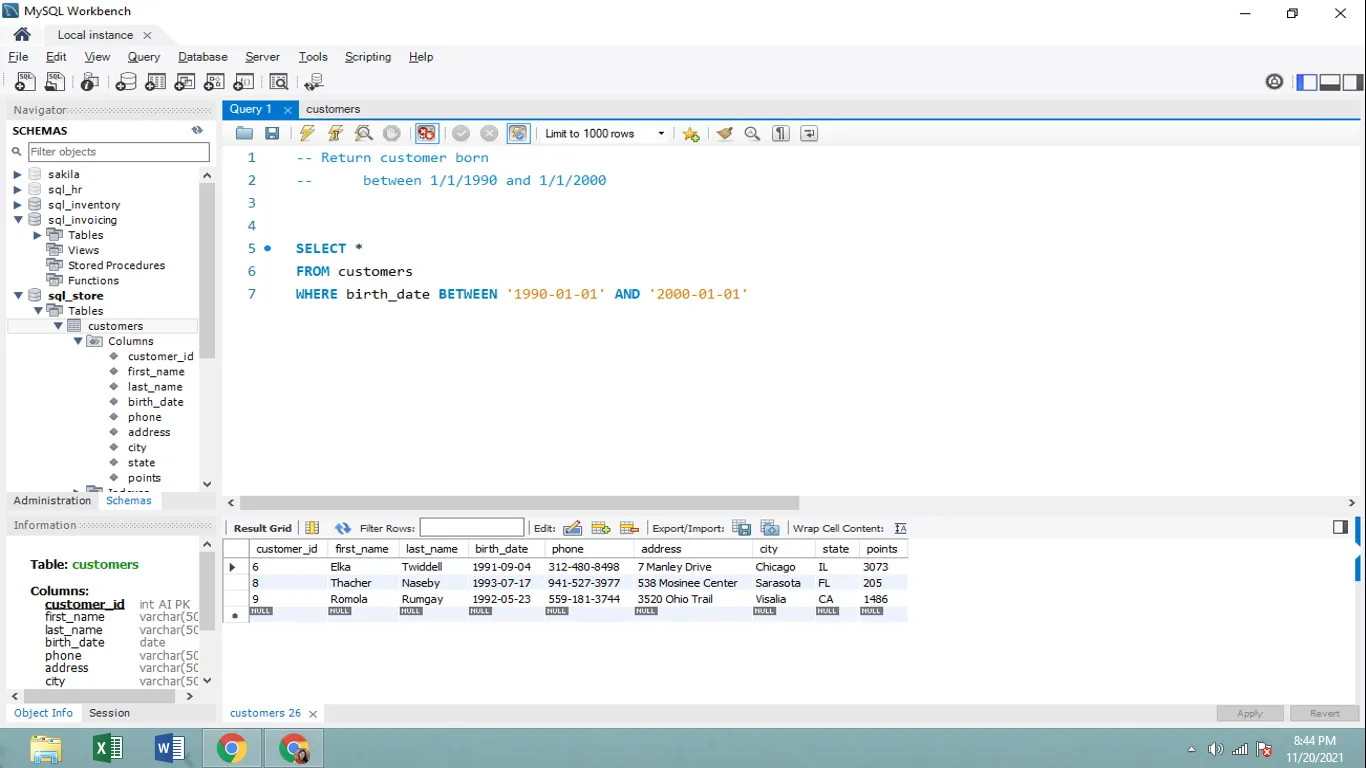 MySQL Workbench
Local instance
File Edit View Query Database Server Tools Scripting Help
Navigator
SCHEMAS
Filter objects
sakila
sql_hr
sql_inventory
sql_invoicing
Tables
Views
Stored Procedures
Functions
sql_store
Tables
customers
Columns
customer_id
first_name
last_name
birth_date
phone
address
city
state
points
Administration Schemas
Information
Table: customers
Columns:
customer_id int AI PK
first_name varchar(50
last_name varchar(50
birth_date date
phone varchar(50
address varchar(50
city varchar(50
Object Info Session
Query 1 customers
Limit to 1000 rows
1 -- Return customer born
2 -- between 1/1/1990 and 1/1/2000
3
4
5 SELECT *
6 FROM customers
7 WHERE birth_date BETWEEN '1990-01-01' AND '2000-01-01'
Result Grid Filter Rows: Edit: Export/Import: Wrap Cell Content:
customer_id first_name last_name birth_date phone address city state points
6 Elka Twiddell 1991-09-04 312-480-8498 7 Manley Drive Chicago IL 3073
8 Thacher Naseby 1993-07-17 941-527-3977 538 Mosinee Center Sarasota FL 205
9 Romola Rumgay 1992-05-23 559-181-3744 3520 Ohio Trail Visalia CA 1486
NULL NULL NULL NULL NULL NULL NULL NULL NULL
customers 26
Apply Revert
8:44 PM
11/20/2021